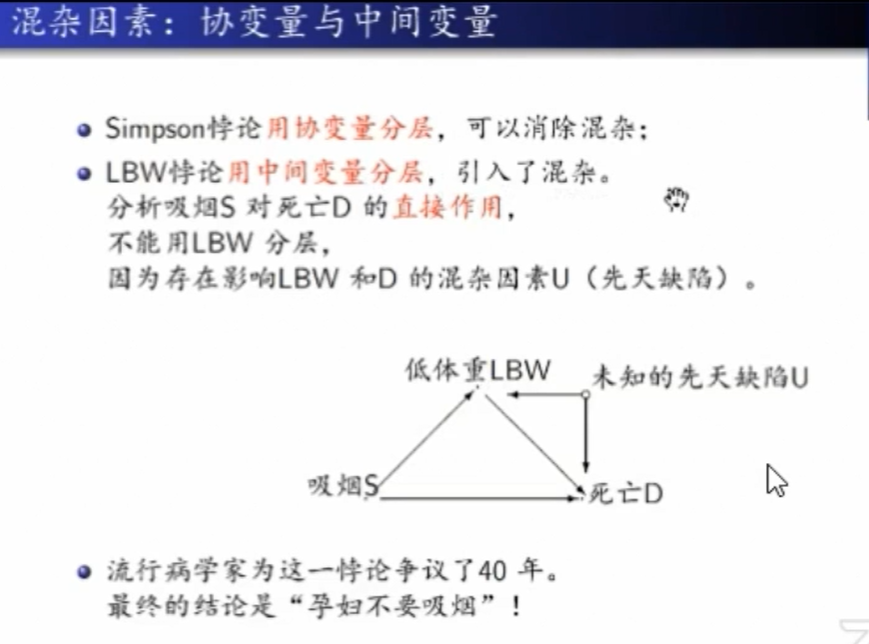 混杂因素：协变量与中间变量
Simpson悖论用协变量分层，可以消除混杂；
LBW悖论用中间变量分层，引入了混杂。
分析吸烟S 对死亡D 的直接作用，
不能用LBW 分层，
因为存在影响LBW 和D 的混杂因素U（先天缺陷）。
低体重LBW
未知的先天缺陷U
吸烟S
死亡D
流行病学家为这一悖论争议了40 年。
最终的结论是“孕妇不要吸烟”！